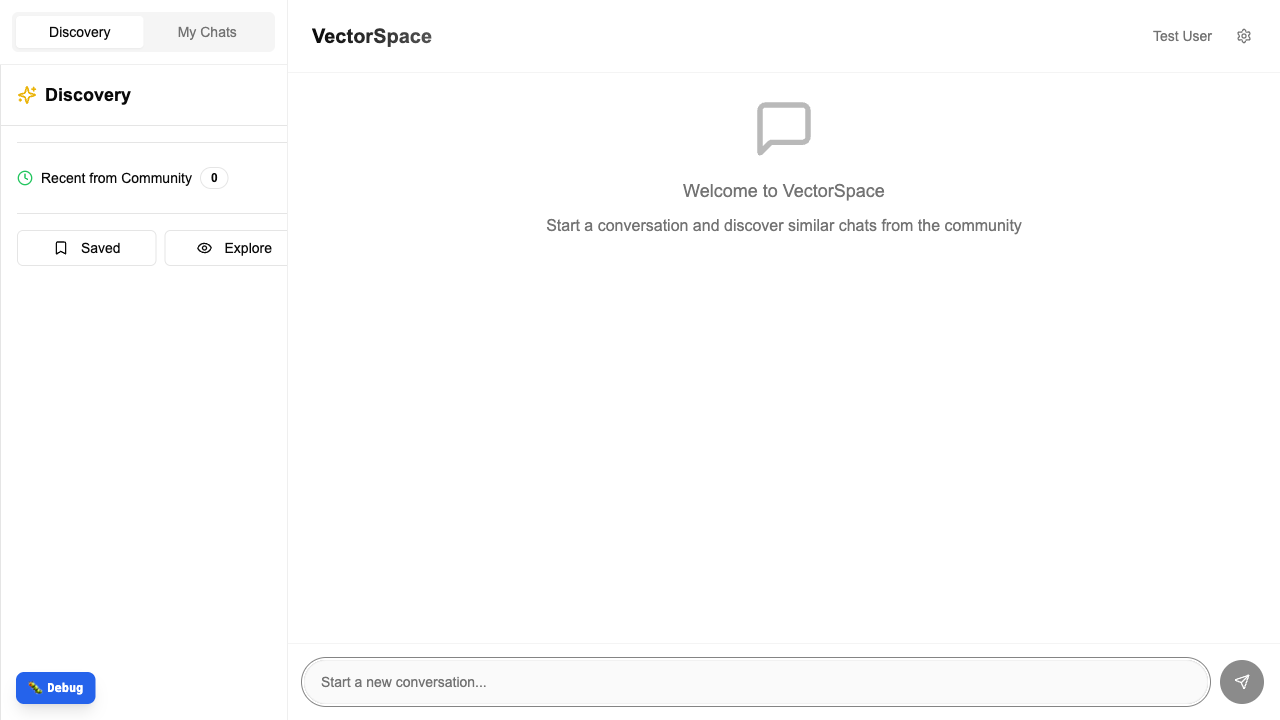 Discovery
My Chats
Discovery
Recent from Community 0
Saved
Explore
Debug
VectorSpace
Test User
Welcome to VectorSpace
Start a conversation and discover similar chats from the community
Start a new conversation...